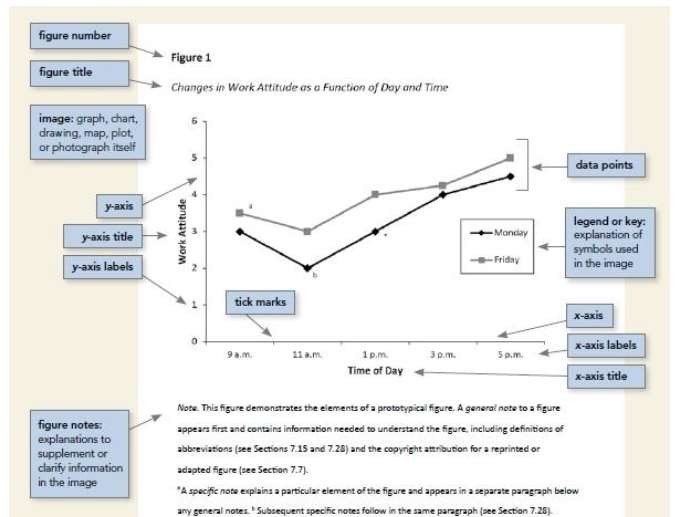 figure number
Figure 1
figure title
Changes in Work Attitude as a Function of Day and Time
image: graph, chart,
drawing, map, plot,
or photograph itself
6
5
4
3
2
1
0
data points
y-axis
y-axis title
Work Attitude
y-axis labels
a
b
legend or key:
explanation of
symbols used
in the image
Monday
Friday
tick marks
x-axis
9 a.m.
11 a.m.
1 p.m.
3 p.m.
5 p.m.
x-axis labels
Time of Day
x-axis title
figure notes:
explanations to
supplement or
clarify information
in the image
Note. This figure demonstrates the elements of a prototypical figure. A general note to a figure
appears first and contains information needed to understand the figure, including definitions of
abbreviations (see Sections 7.15 and 7.28) and the copyright attribution for a reprinted or
adapted figure (see Section 7.7).
ᵃA specific note explains a particular element of the figure and appears in a separate paragraph below
any general notes. ᵇ Subsequent specific notes follow in the same paragraph (see Section 7.28).